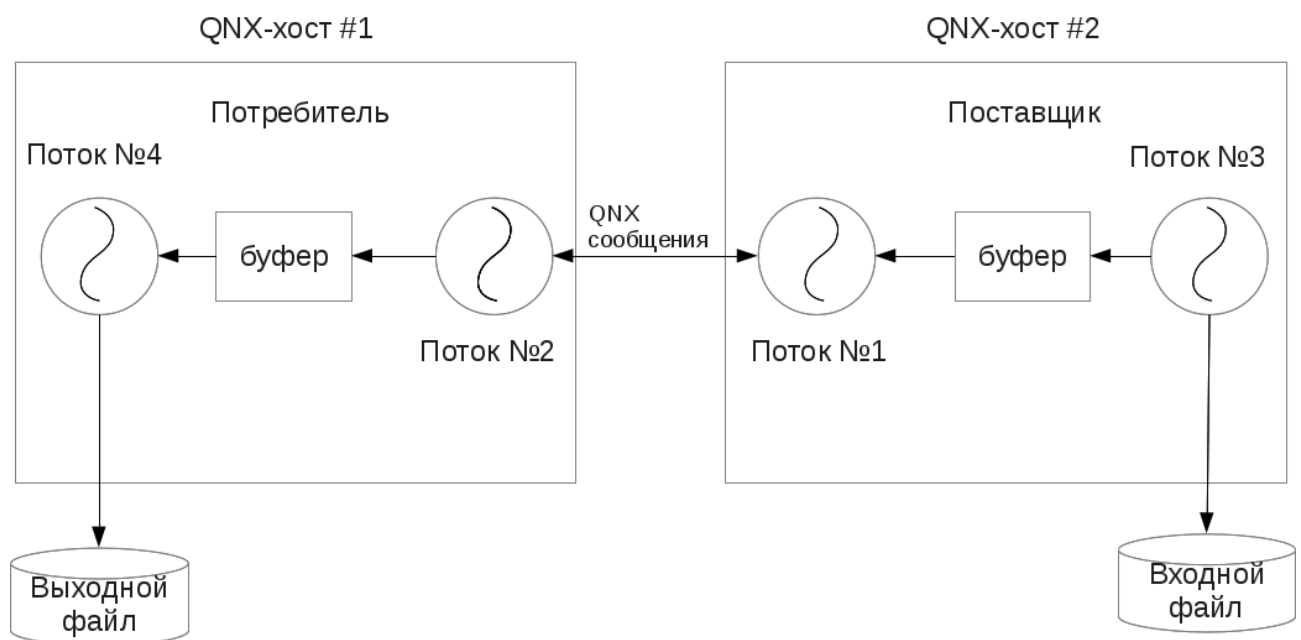 QNX-хост #1
QNX-хост #2
Потребитель
Поставщик
Поток №4
Поток №3
QNX
сообщения
буфер
буфер
Поток №2
Поток №1
Выходной
файл
Входной
файл